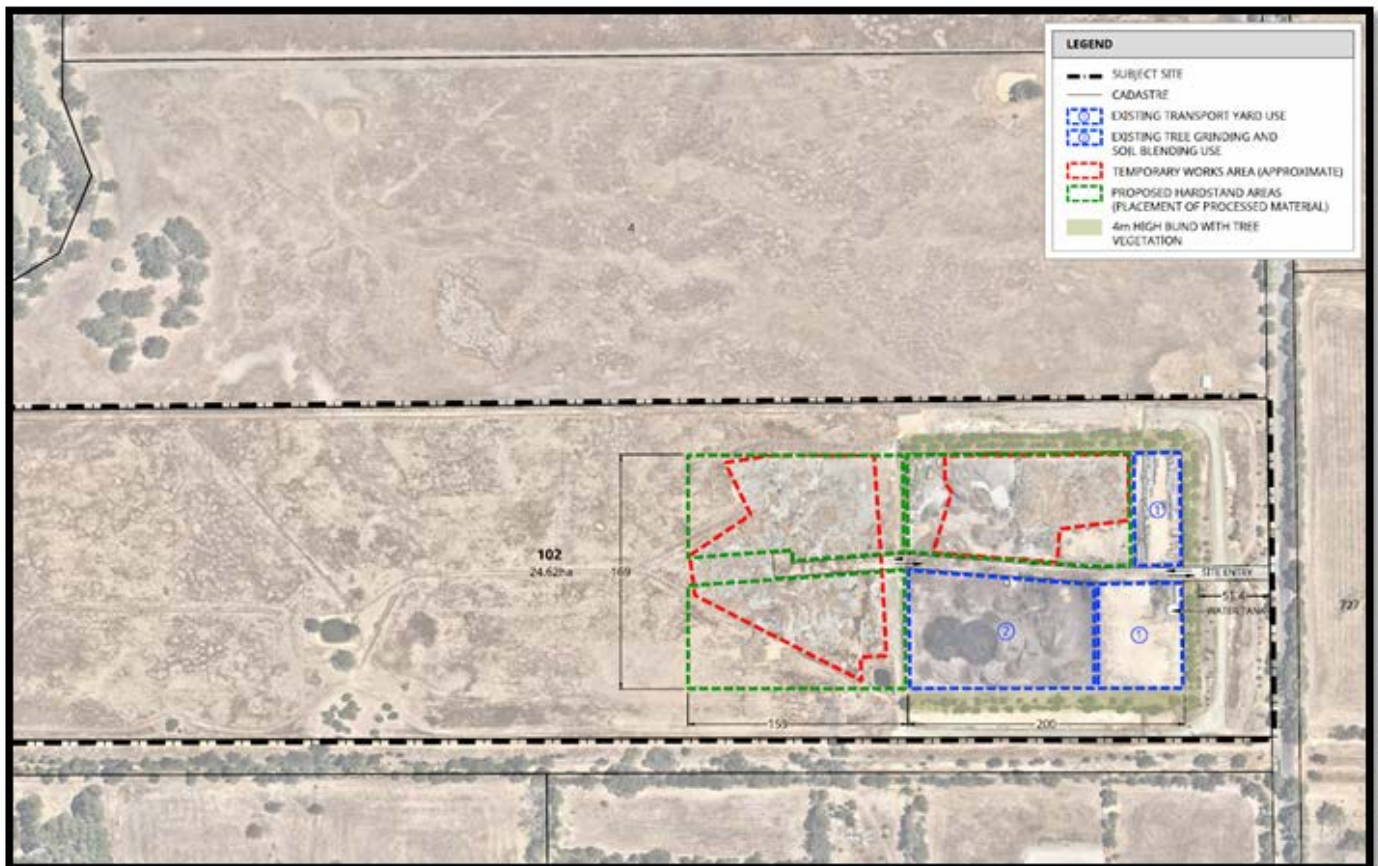 LEGEND
SUBJECT SITE
CADASTRE
1 EXISTING TRANSPORT YARD USE
2 EXISTING TREE GRINDING AND
SOIL BLENDING USE
TEMPORARY WORKS AREA (APPROXIMATE)
PROPOSED HARDSTAND AREAS
(PLACEMENT OF PROCESSED MATERIAL)
4m HIGH BUND WITH TREE
VEGETATION
4
1
102
24.62ha
169
SITE ENTRY
51.4
WATER TANK
727
2
1
159
200